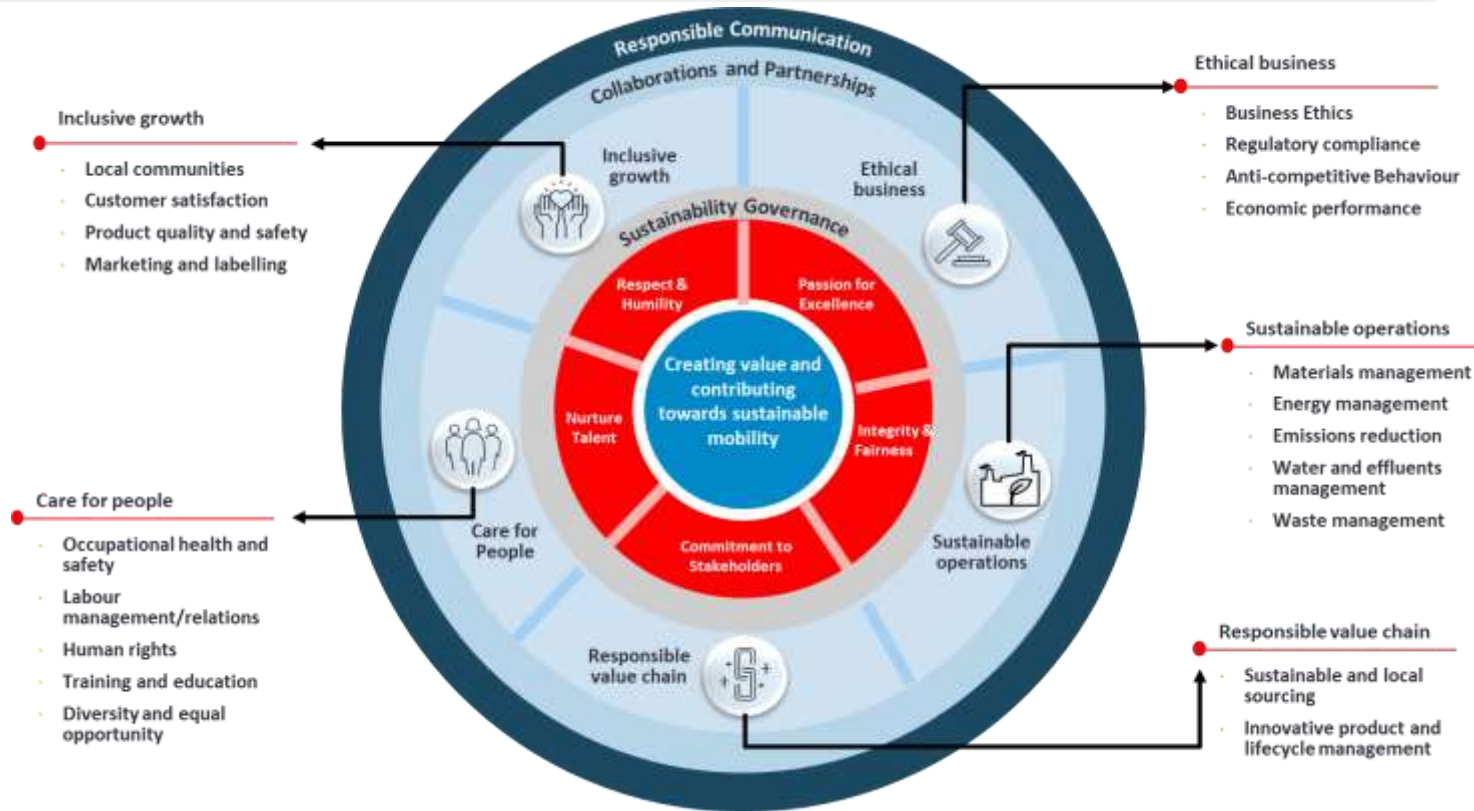 Responsible Communication
Collaborations and Partnerships
Inclusive growth
Local communities
Customer satisfaction
Product quality and safety
Marketing and labelling
Ethical business
Business Ethics
Regulatory compliance
Anti-competitive Behaviour
Economic performance
Inclusive
growth
Ethical
business
Sustainability Governance
Respect &
Humility
Passion for
Excellence
Creating value and
contributing
towards sustainable
mobility
Nurture
Talent
Integrity &
Fairness
Commitment to
Stakeholders
Sustainable operations
Materials management
Energy management
Emissions reduction
Water and effluents
management
Waste management
Care for people
Occupational health and
safety
Labour
management/relations
Human rights
Training and education
Diversity and equal
opportunity
Care for
People
Sustainable
operations
Responsible
value chain
Responsible value chain
Sustainable and local
sourcing
Innovative product and
lifecycle management